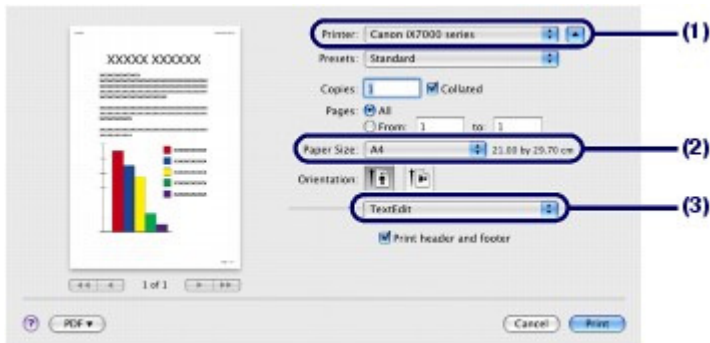 XXXXX XXXXXX
Printer: Canon iX7000 series
(1)
Presets: Standard
Copies: 1 Collated
Pages: All
From: 1 to: 1
Paper Size: A4 21.00 by 29.70 cm
(2)
Orientation:
TextEdit
(3)
Print header and footer
1 of 1
? PDF Cancel Print